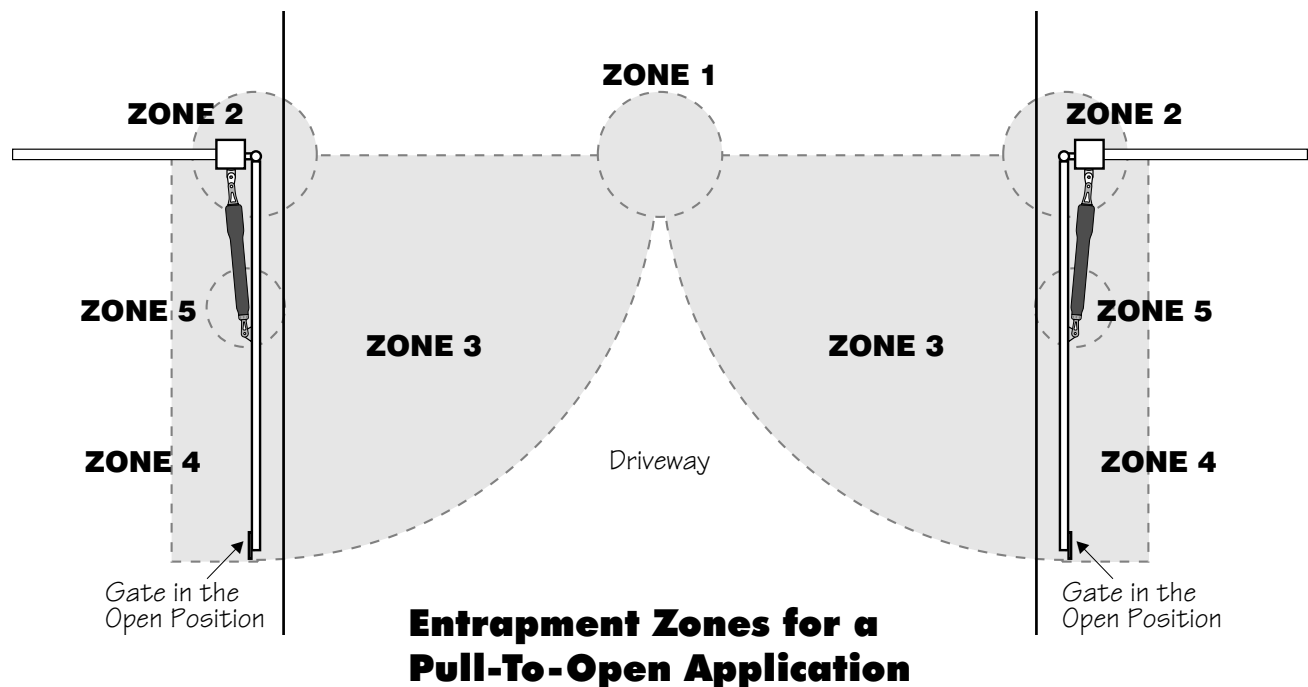 ZONE 1
ZONE 2
ZONE 2
ZONE 5
ZONE 5
ZONE 3
ZONE 3
ZONE 4
Driveway
ZONE 4
Gate in the
Open Position
Gate in the
Open Position
Entrapment Zones for a
Pull-To-Open Application